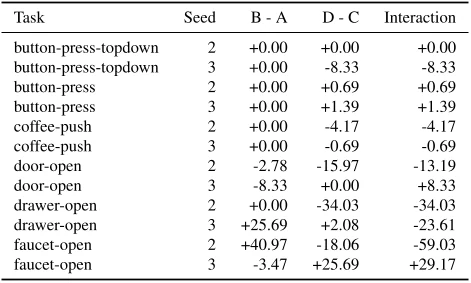 Task Seed B - A D - C Interaction
button-press-topdown 2 +0.00 +0.00 +0.00
button-press-topdown 3 +0.00 -8.33 -8.33
button-press 2 +0.00 +0.69 +0.69
button-press 3 +0.00 +1.39 +1.39
coffee-push 2 +0.00 -4.17 -4.17
coffee-push 3 +0.00 -0.69 -0.69
door-open 2 -2.78 -15.97 -13.19
door-open 3 -8.33 +0.00 +8.33
drawer-open 2 +0.00 -34.03 -34.03
drawer-open 3 +25.69 +2.08 -23.61
faucet-open 2 +40.97 -18.06 -59.03
faucet-open 3 -3.47 +25.69 +29.17